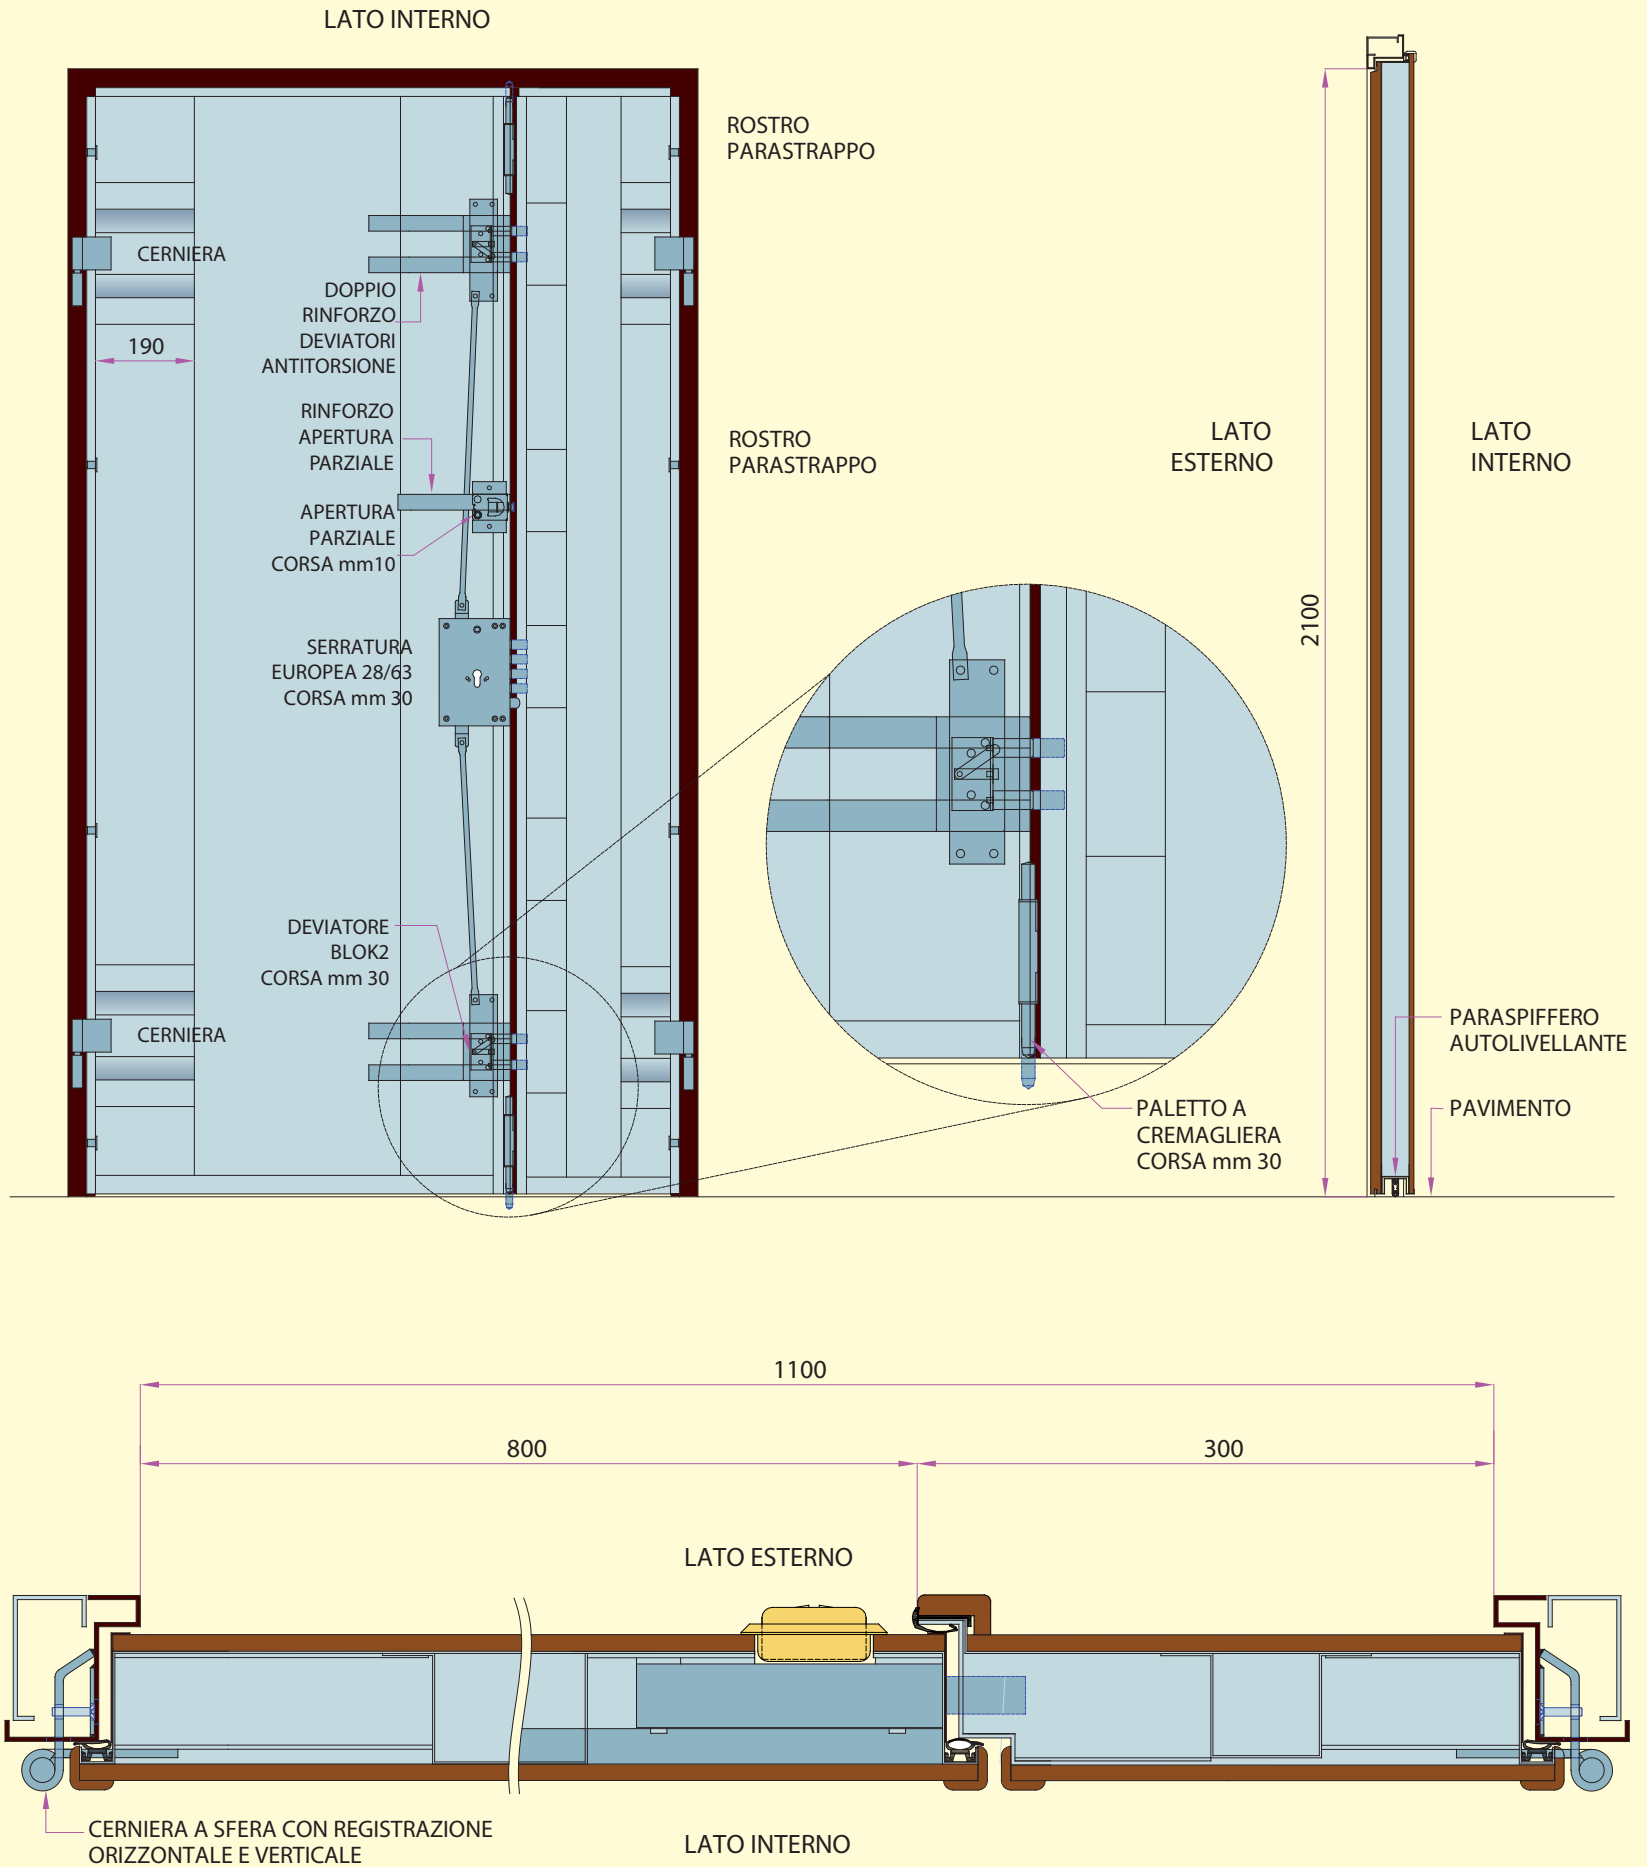 LATO INTERNO
ROSTRO
PARASTRAPPO
CERNIERA
DOPPIO
RINFORZO
DEVIATORI
ANTITORSIONE
190
RINFORZO
APERTURA
PARZIALE
ROSTRO
PARASTRAPPO
APERTURA
PARZIALE
CORSA mm10
SERRATURA
EUROPEA 28/63
CORSA mm 30
DEVIATORE
BLOK2
CORSA mm 30
CERNIERA
LATO
ESTERNO
LATO
INTERNO
2100
PARASPIFFERO
AUTOLIVELLANTE
PALETTO A
CREMAGLIERA
CORSA mm 30
PAVIMENTO
1100
800
300
LATO ESTERNO
CERNIERA A SFERA CON REGISTRAZIONE
ORIZZONTALE E VERTICALE
LATO INTERNO